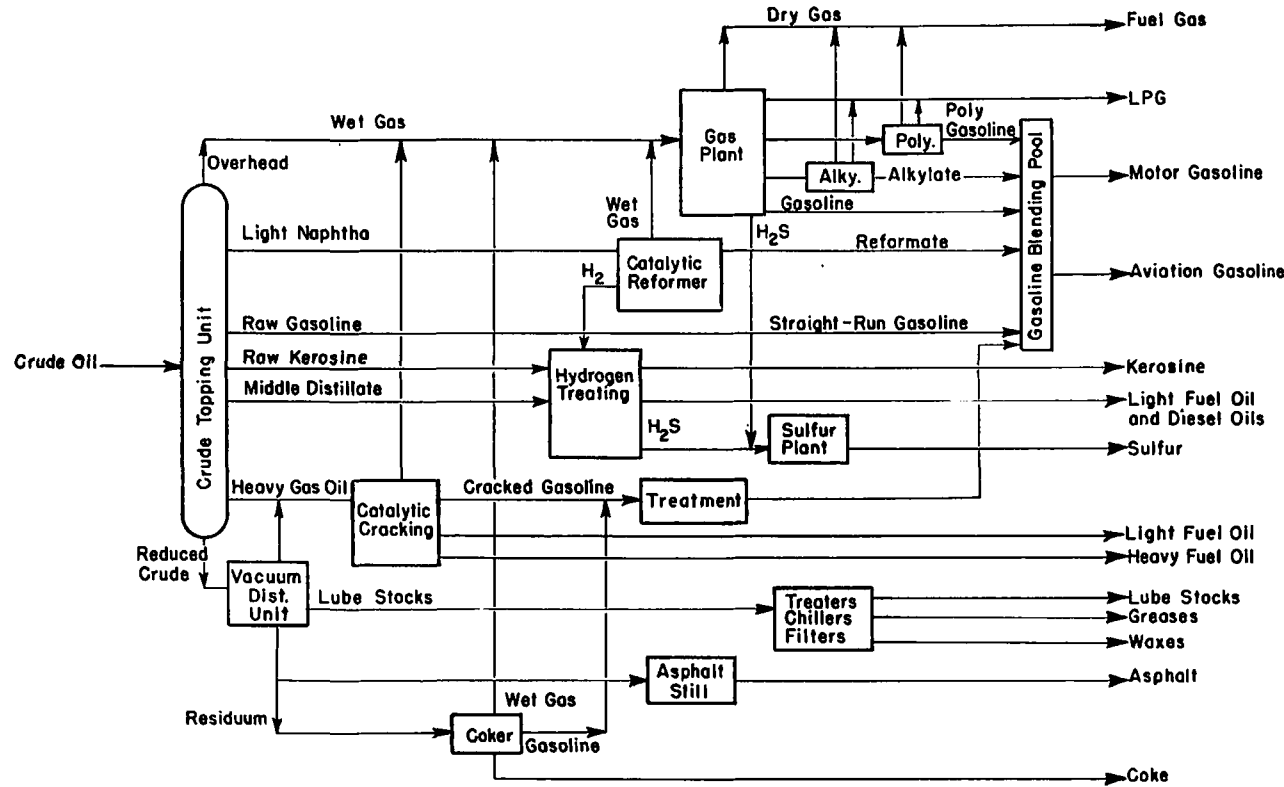 Dry Gas
Fuel Gas
LPG
Wet Gas
Gas
Plant
Poly
Gasoline
Poly.
Overhead
Alky.
Alkylate
Motor Gasoline
Gasoline
Wet
Gas
H2S
Light Naphtha
Catalytic
Reformer
Reformate
H2
Aviation Gasoline
Gasoline Blending Pool
Crude Topping Unit
Raw Gasoline
Straight-Run Gasoline
Crude Oil
Raw Kerosine
Kerosine
Middle Distillate
Hydrogen
Treating
Light Fuel Oil
and Diesel Oils
H2S
Sulfur
Plant
Sulfur
Heavy Gas Oil
Catalytic
Cracking
Cracked Gasoline
Treatment
Light Fuel Oil
Heavy Fuel Oil
Reduced
Crude
Vacuum
Dist.
Unit
Lube Stocks
Treaters
Chillers
Filters
Lube Stocks
Greases
Waxes
Asphalt
Still
Asphalt
Wet Gas
Residuum
Coker
Gasoline
Coke